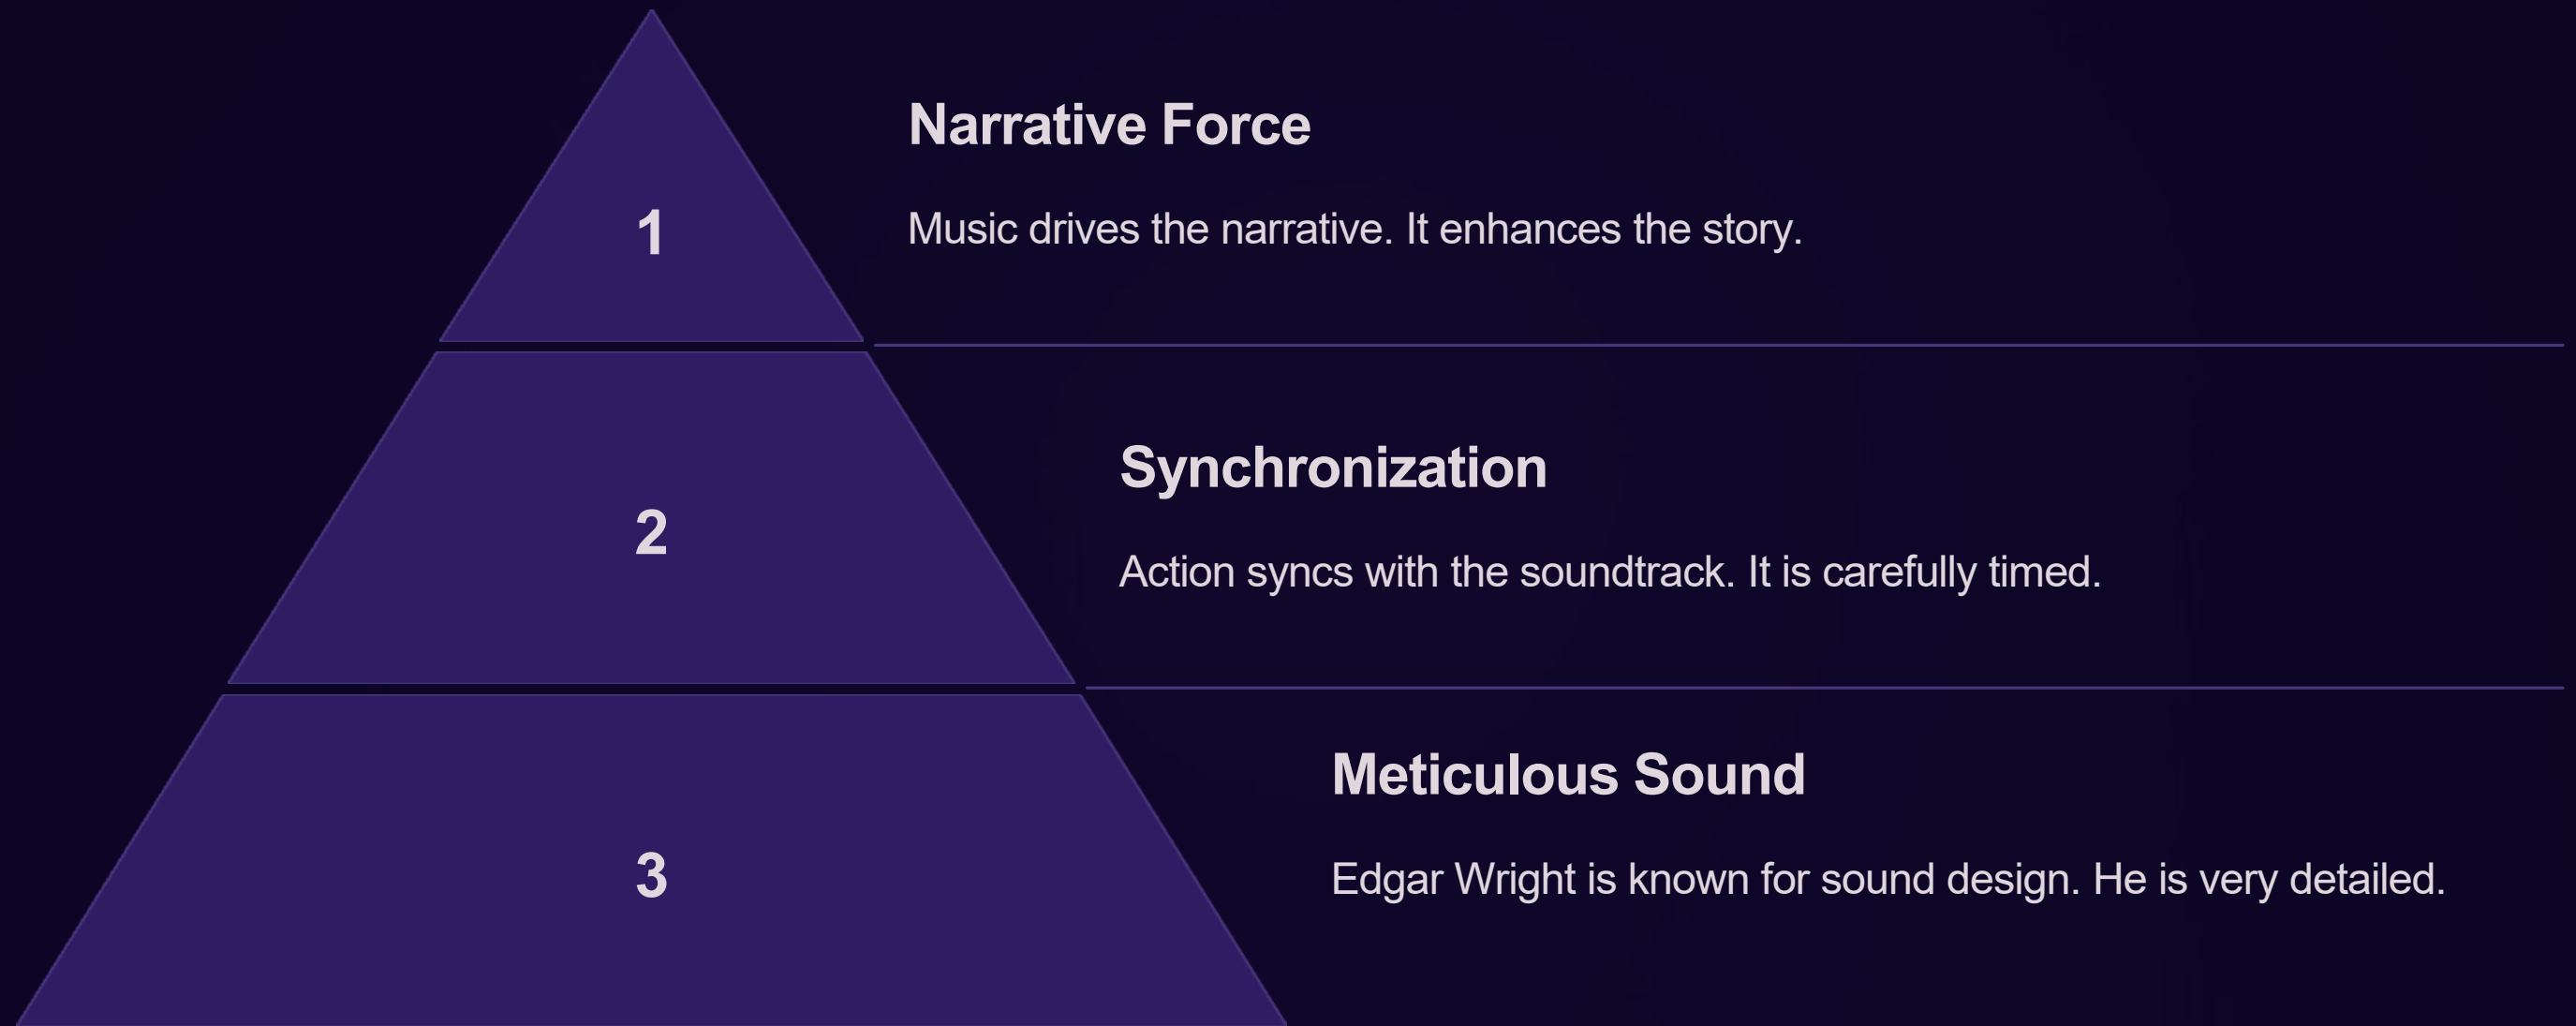 Narrative Force
1
Music drives the narrative. It enhances the story.
Synchronization
2
Action syncs with the soundtrack. It is carefully timed.
Meticulous Sound
3
Edgar Wright is known for sound design. He is very detailed.